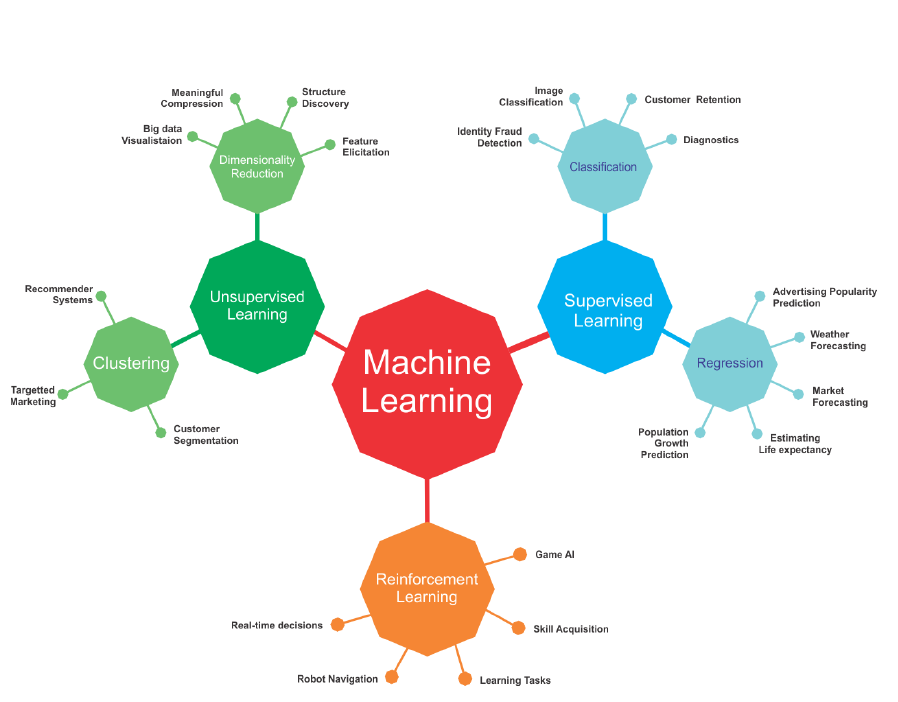 Meaningful
Compression
Structure
Discovery
Big data
Visualistaion
Feature
Elicitation
Dimensionality
Reduction
Image
Classification
Customer Retention
Identity Fraud
Detection
Diagnostics
Classification
Unsupervised
Learning
Supervised
Learning
Recommender
Systems
Clustering
Targetted
Marketing
Customer
Segmentation
Machine
Learning
Advertising Popularity
Prediction
Weather
Forecasting
Regression
Market
Forecasting
Population
Growth
Prediction
Estimating
Life expectancy
Reinforcement
Learning
Game AI
Real-time decisions
Skill Acquisition
Robot Navigation
Learning Tasks